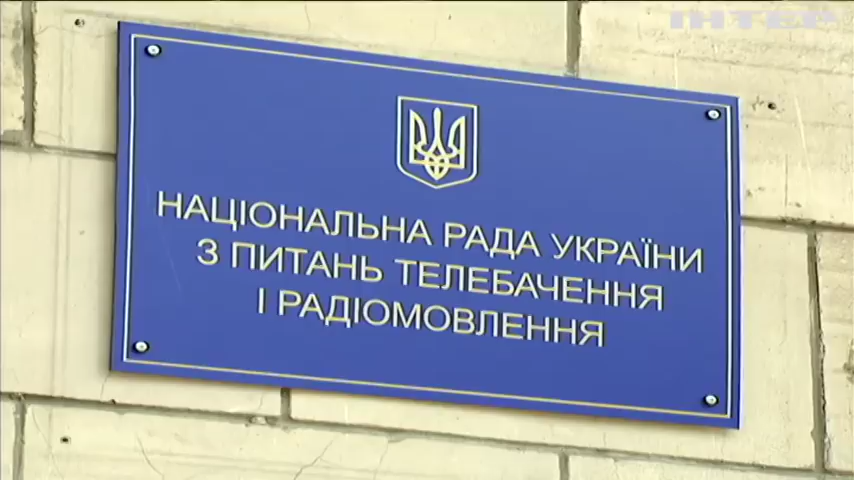 ІНТЕР
НАЦІОНАЛЬНА РАДА УКРАЇНИ
З ПИТАНЬ ТЕЛЕБАЧЕННЯ
І РАДІОМОВЛЕННЯ